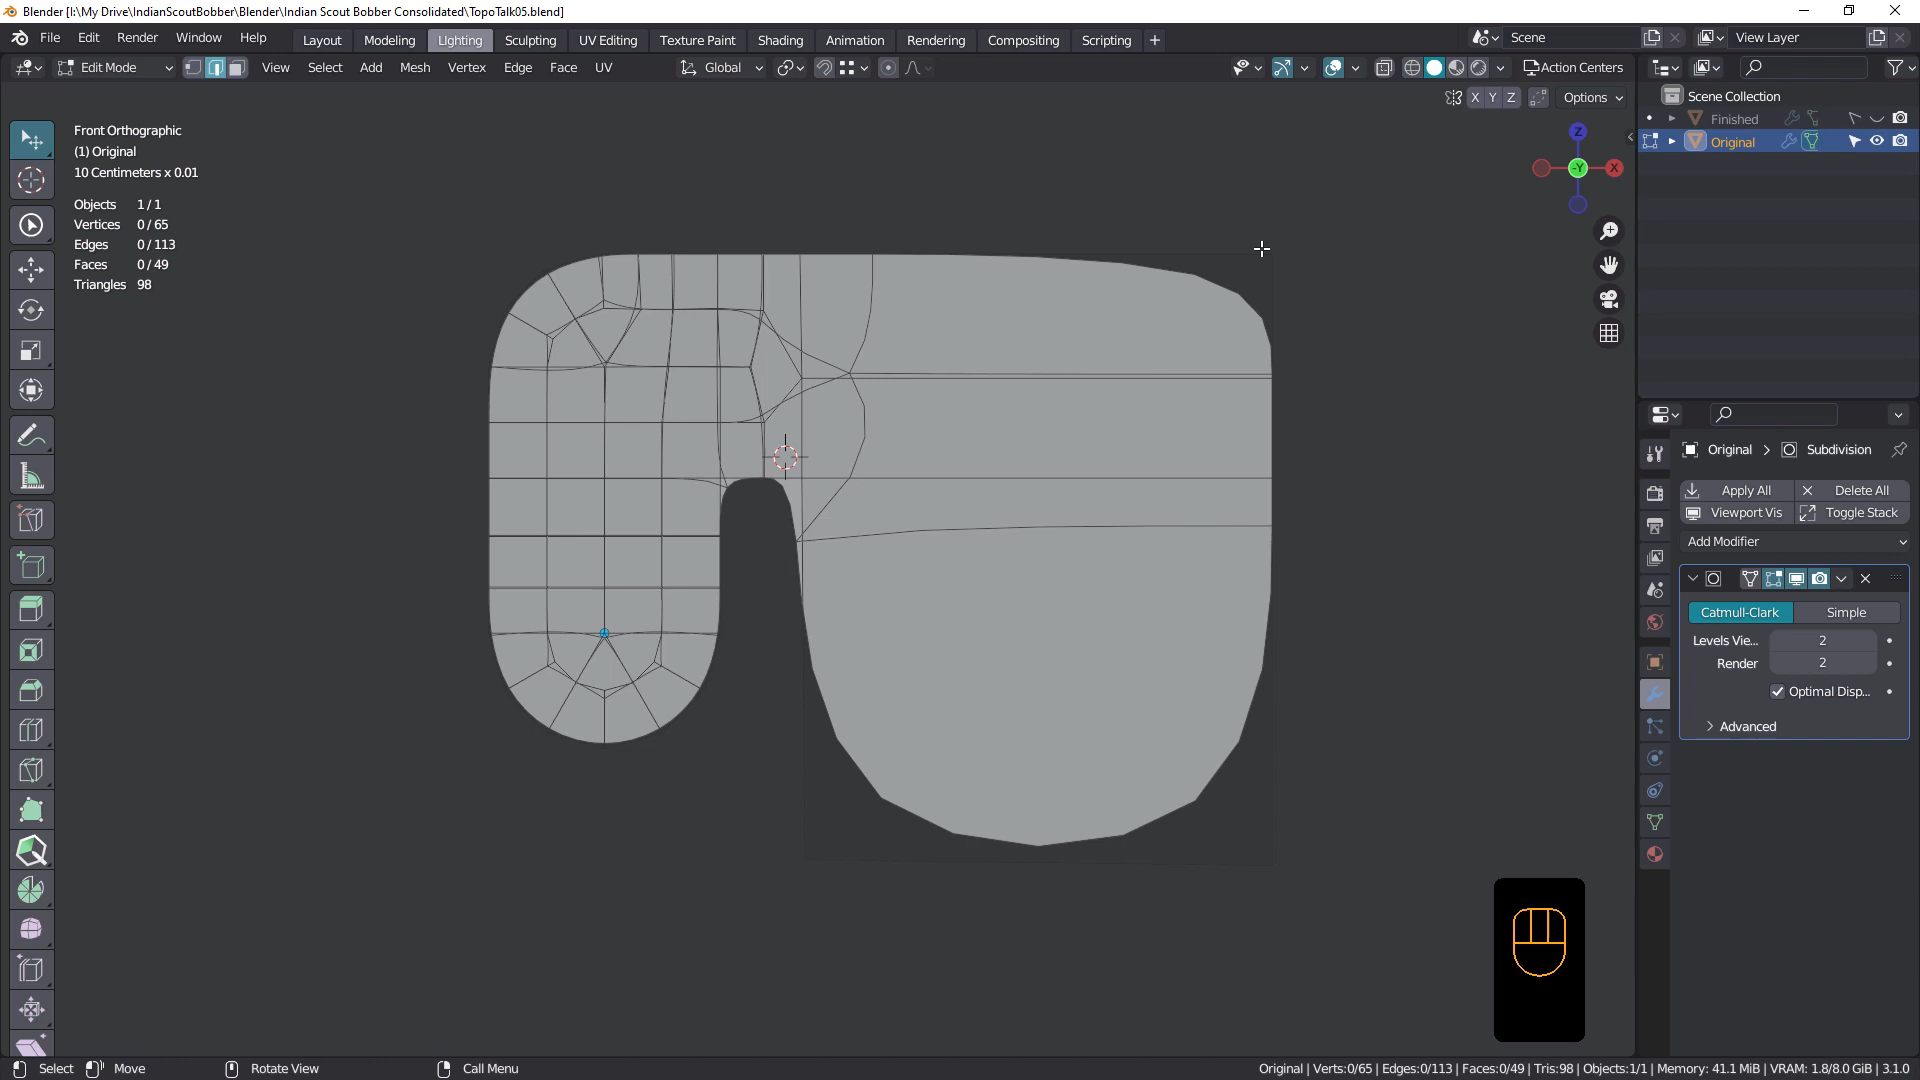 Blender [I:\My Drive\IndianScoutBobber\Blender\Indian Scout Bobber Consolidated\TopoTalk05.blend]
File Edit Render Window Help Layout Modeling Lighting Sculpting UV Editing Texture Paint Shading Animation Rendering Compositing Scripting Scene View Layer
Edit Mode View Select Add Mesh Vertex Edge Face UV Global Action Centers
X Y Z Options
Scene Collection
Finished
Original
Front Orthographic
(1) Original
10 Centimeters x 0.01
Objects 1 / 1
Vertices 0 / 65
Edges 0 / 113
Faces 0 / 49
Triangles 98
Z
-Y
X
Original > Subdivision
Apply All Delete All
Viewport Vis Toggle Stack
Add Modifier
Catmull-Clark Simple
Levels Vie... 2
Render 2
Optimal Disp...
Advanced
Select Move Rotate View Call Menu Original | Verts:0/65 | Edges:0/113 | Faces:0/49 | Tris:98 | Objects:1/1 | Memory: 41.1 MiB | VRAM: 1.8/8.0 GiB | 3.1.0